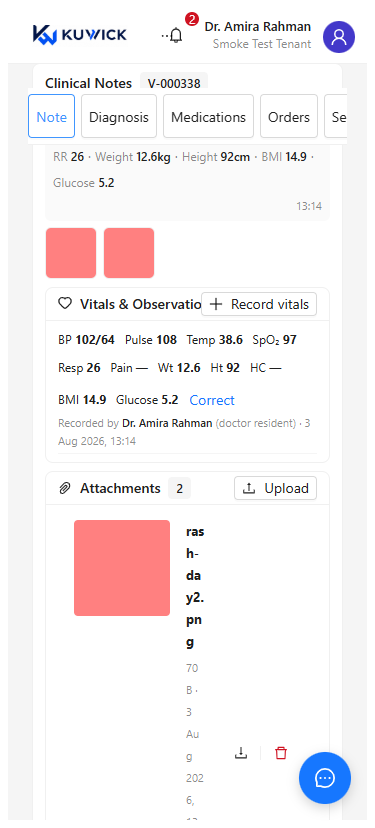 KUWICK
2
Dr. Amira Rahman
Smoke Test Tenant
Clinical Notes V-000338
Note Diagnosis Medications Orders Se
RR 26 · Weight 12.6kg · Height 92cm · BMI 14.9 ·
Glucose 5.2
13:14
Vitals & Observatio Record vitals
BP 102/64 Pulse 108 Temp 38.6 SpO₂ 97
Resp 26 Pain — Wt 12.6 Ht 92 HC —
BMI 14.9 Glucose 5.2 Correct
Recorded by Dr. Amira Rahman (doctor resident) · 3
Aug 2026, 13:14
Attachments 2 Upload
ras
h-
da
y2.
pn
g
70
B ·
3
Au
g
202
6,